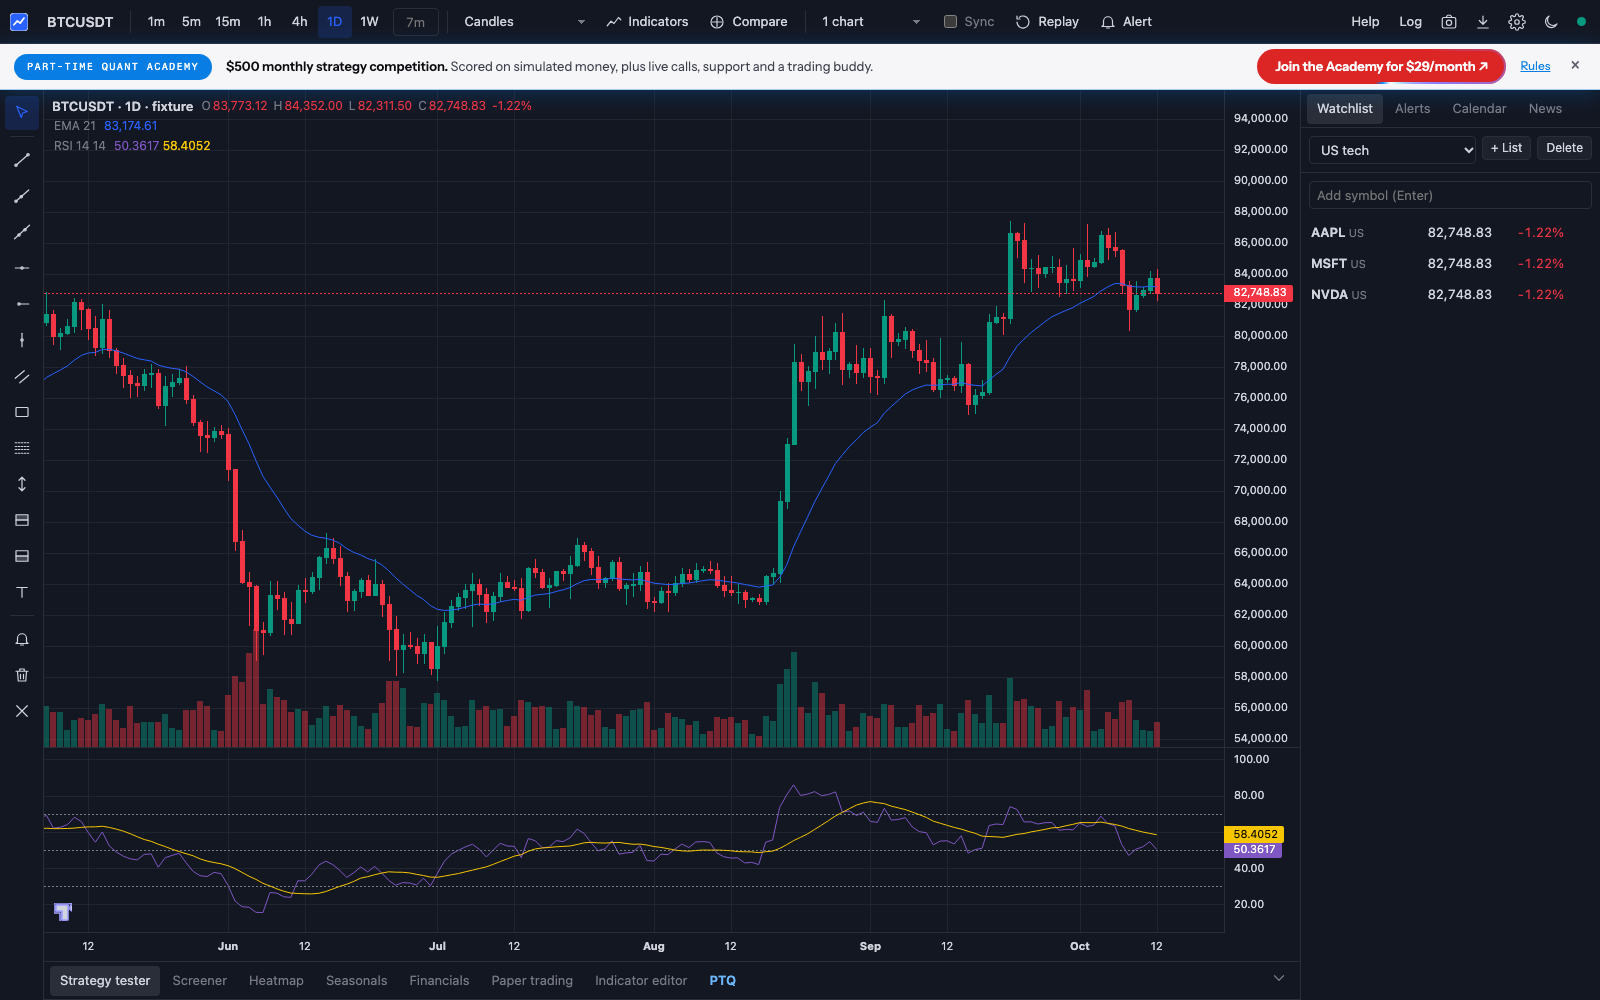 BTCUSDT 1m 5m 15m 1h 4h 1D 1W 7m Candles Indicators Compare 1 chart Sync Replay Alert Help Log
PART-TIME QUANT ACADEMY $500 monthly strategy competition. Scored on simulated money, plus live calls, support and a trading buddy. Join the Academy for $29/month ↗ Rules ×
BTCUSDT · 1D · fixture O 83,773.12 H 84,352.00 L 82,311.50 C 82,748.83 -1.22%
EMA 21 83,174.61
RSI 14 14 50.3617 58.4052
94,000.00
92,000.00
90,000.00
88,000.00
86,000.00
84,000.00
82,748.83
82,000.00
80,000.00
78,000.00
76,000.00
74,000.00
72,000.00
70,000.00
68,000.00
66,000.00
64,000.00
62,000.00
60,000.00
58,000.00
56,000.00
54,000.00
100.00
80.00
58.4052
50.3617
40.00
20.00
12 Jun 12 Jul 12 Aug 12 Sep 12 Oct 12
Watchlist Alerts Calendar News
US tech + List Delete
Add symbol (Enter)
AAPL US 82,748.83 -1.22%
MSFT US 82,748.83 -1.22%
NVDA US 82,748.83 -1.22%
Strategy tester Screener Heatmap Seasonals Financials Paper trading Indicator editor PTQ